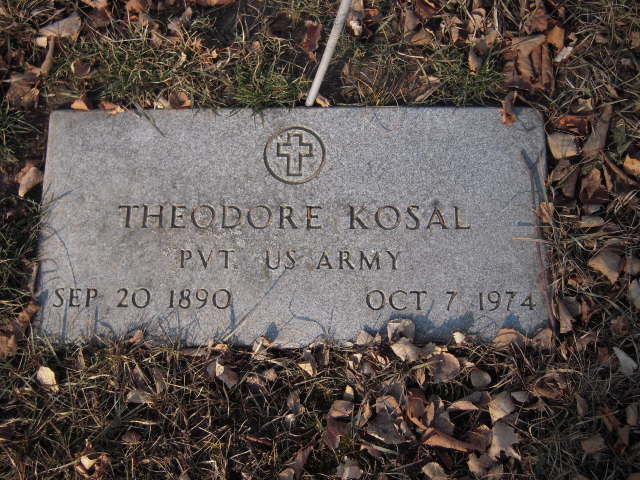 THEODORE KOSAL
PVT US ARMY
SEP 20 1890 OCT 7 1974